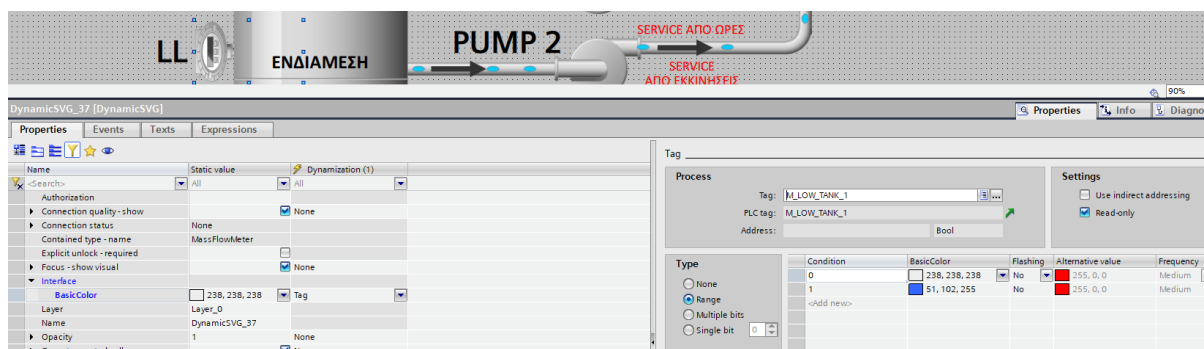 SERVICE ΑΠΟ ΩΡΕΣ
PUMP 2
LL
ΕΝΔΙΑΜΕΣΗ
SERVICE
ΑΠΟ ΕΚΚΙΝΗΣΕΙΣ
90%
DynamicSVG_37 [DynamicSVG]
Properties Info Diagno
Properties Events Texts Expressions
Name Static value Dynamization (1)
<Search> All All
Authorization
Connection quality - show None
Connection status None
Contained type - name MassFlowMeter
Explicit unlock - required
Focus - show visual None
Interface
BasicColor 238, 238, 238 Tag
Layer Layer_0
Name DynamicSVG_37
Opacity 1 None
Tag
Process
Tag: M_LOW_TANK_1
PLC tag: M_LOW_TANK_1
Address: Bool
Settings
Use indirect addressing
Read-only
Type
None
Range
Multiple bits
Single bit 0
Condition BasicColor Flashing Alternative value Frequency
0 238, 238, 238 No 255, 0, 0 Medium
1 51, 102, 255 No 255, 0, 0 Medium
<Add new>